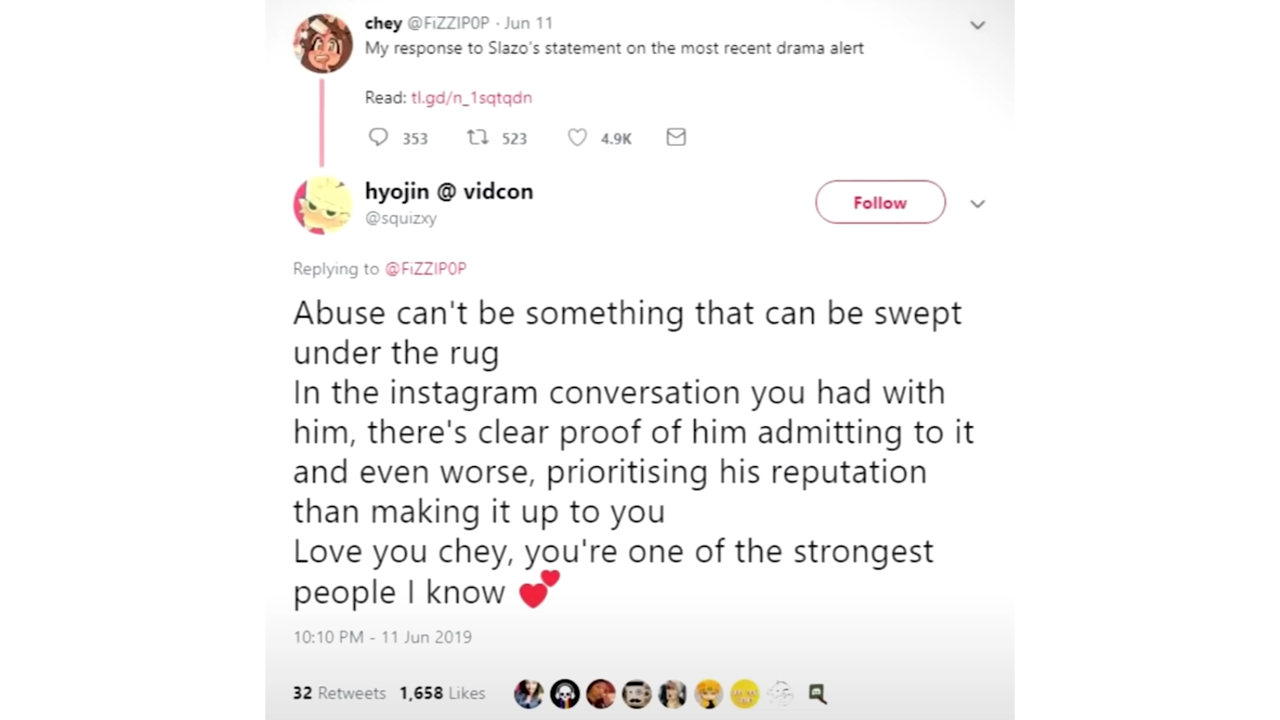 chey @FiZZIP0P · Jun 11
My response to Slazo's statement on the most recent drama alert
Read: tl.gd/n_1sqtqdn
353 523 4.9K
hyojin @ vidcon
Follow
@squizxy
Replying to @FiZZIP0P
Abuse can't be something that can be swept
under the rug
In the instagram conversation you had with
him, there's clear proof of him admitting to it
and even worse, prioritising his reputation
than making it up to you
Love you chey, you're one of the strongest
people I know 💕
10:10 PM - 11 Jun 2019
32 Retweets 1,658 Likes